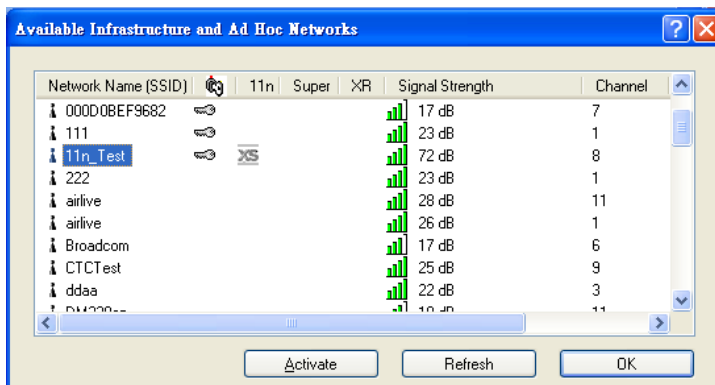 Available Infrastructure and Ad Hoc Networks
Network Name (SSID) 11n Super XR Signal Strength Channel
000D0BEF9682 17 dB 7
111 23 dB 1
11n_Test XS 72 dB 8
222 23 dB 1
airlive 28 dB 11
airlive 26 dB 1
Broadcom 17 dB 6
CTCTest 25 dB 9
ddaa 22 dB 3
Activate Refresh OK